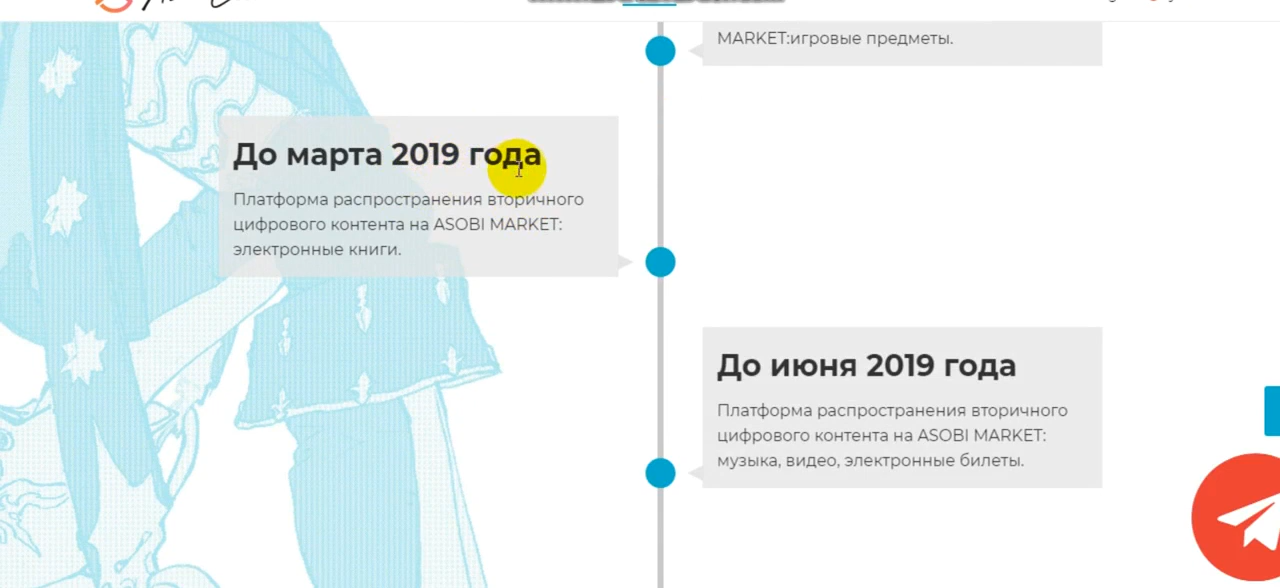 MARKET:игровые предметы.
До марта 2019 года
Платформа распространения вторичного
цифрового контента на ASOBI MARKET:
электронные книги.
До июня 2019 года
Платформа распространения вторичного
цифрового контента на ASOBI MARKET:
музыка, видео, электронные билеты.